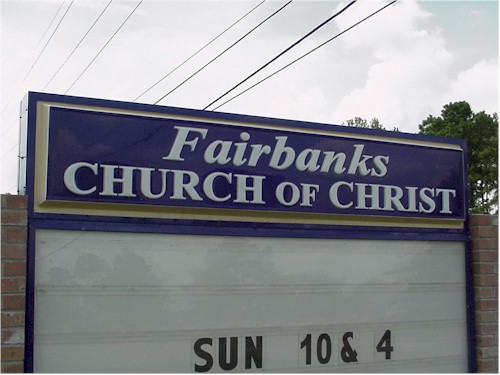 Fairbanks
CHURCH OF CHRIST
SUN 10 & 4